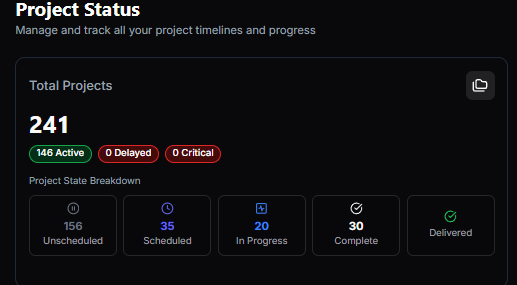 Project Status
Manage and track all your project timelines and progress
Total Projects
241
146 Active 0 Delayed 0 Critical
Project State Breakdown
156 35 20 30
Unscheduled Scheduled In Progress Complete Delivered